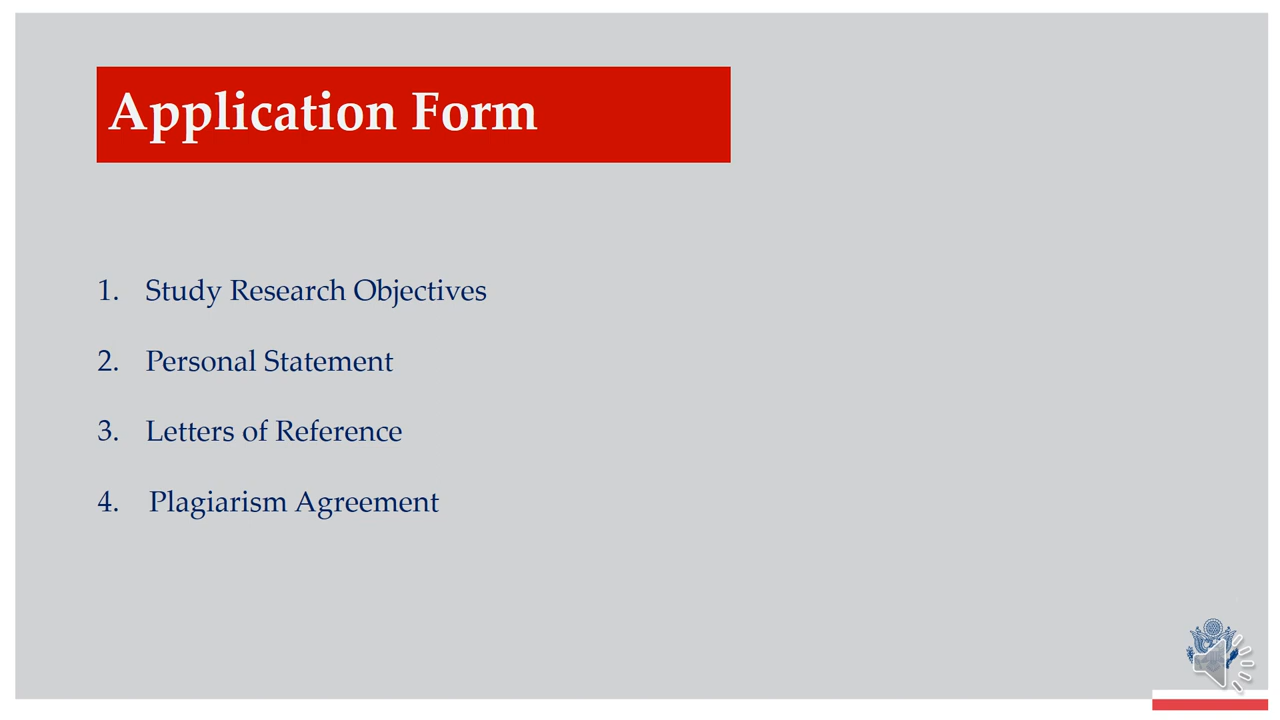 Application Form
1. Study Research Objectives
2. Personal Statement
3. Letters of Reference
4. Plagiarism Agreement